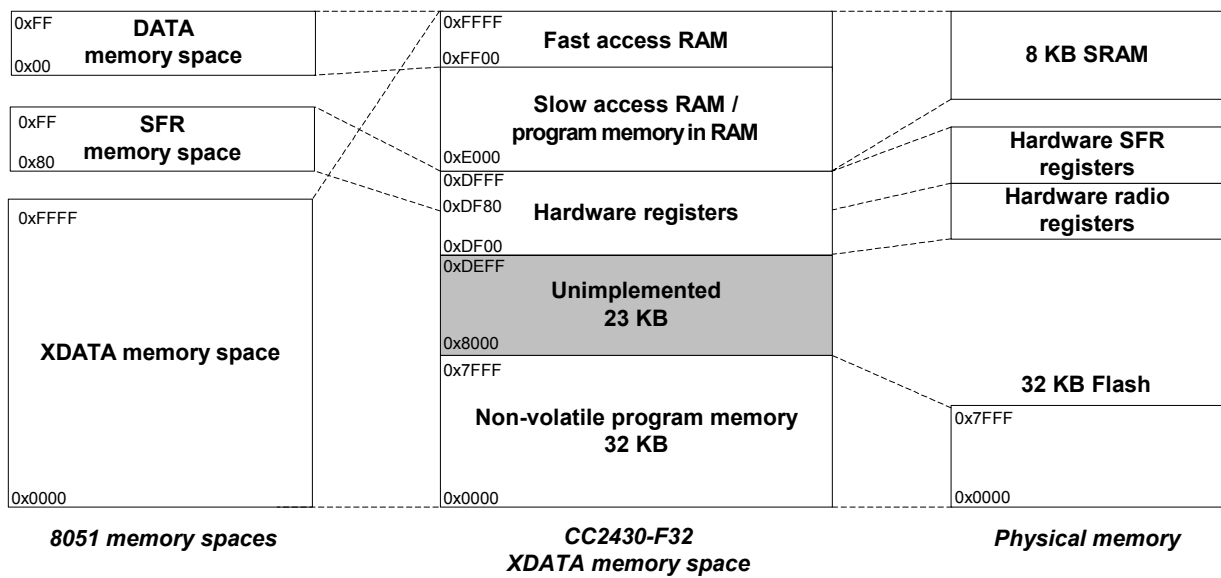 0xFF
DATA
memory space
0x00
0xFF
SFR
memory space
0x80
0xFFFF
XDATA memory space
0x0000
8051 memory spaces
0xFFFF
Fast access RAM
0xFF00
Slow access RAM /
program memory in RAM
0xE000
0xDFFF
0xDF80
Hardware registers
0xDF00
0xDEFF
Unimplemented
23 KB
0x8000
0x7FFF
Non-volatile program memory
32 KB
0x0000
CC2430-F32
XDATA memory space
8 KB SRAM
Hardware SFR
registers
Hardware radio
registers
32 KB Flash
0x7FFF
0x0000
Physical memory